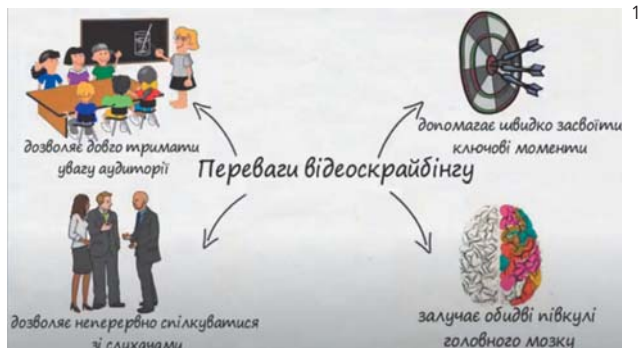 1
дозволяє довго тримати
увагу аудиторії
допомагає швидко засвоїти
ключові моменти
Переваги відеоскрайбінгу
дозволяє неперервно спілкуватися
зі слухачами
залучає обидві півкулі
головного мозку